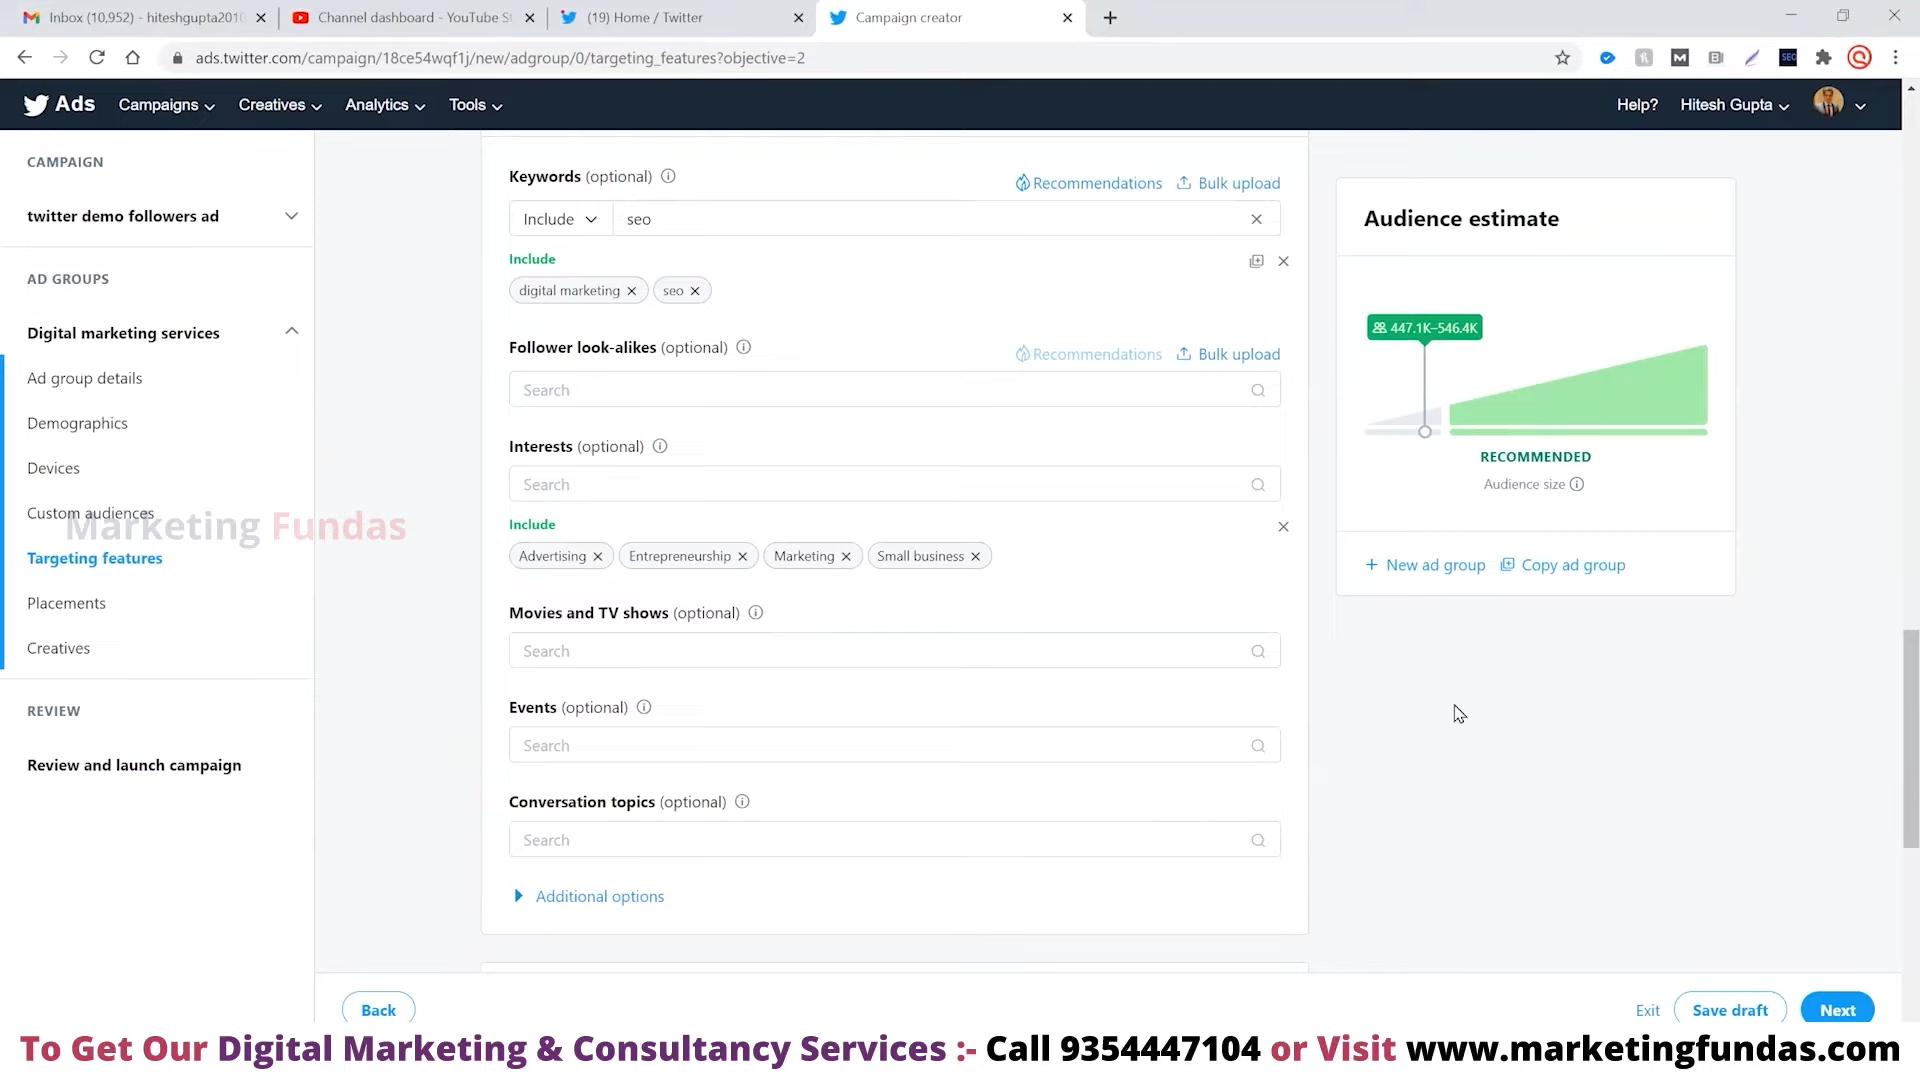 Inbox (10,952) - hiteshgupta2010
Channel dashboard - YouTube St
(19) Home / Twitter
Campaign creator
ads.twitter.com/campaign/18ce54wqf1j/new/adgroup/0/targeting_features?objective=2
Ads
Campaigns
Creatives
Analytics
Tools
Help?
Hitesh Gupta
CAMPAIGN
twitter demo followers ad
AD GROUPS
Digital marketing services
Ad group details
Demographics
Devices
Custom audiences
Targeting features
Placements
Creatives
REVIEW
Review and launch campaign
Marketing Fundas
Keywords (optional)
Recommendations
Bulk upload
Include
seo
Include
digital marketing
seo
Follower look-alikes (optional)
Recommendations
Bulk upload
Search
Interests (optional)
Search
Include
Advertising
Entrepreneurship
Marketing
Small business
Movies and TV shows (optional)
Search
Events (optional)
Search
Conversation topics (optional)
Search
Additional options
Audience estimate
447.1K–546.4K
RECOMMENDED
Audience size
+ New ad group
Copy ad group
Back
Exit
Save draft
Next
To Get Our Digital Marketing & Consultancy Services :- Call 9354447104 or Visit www.marketingfundas.com